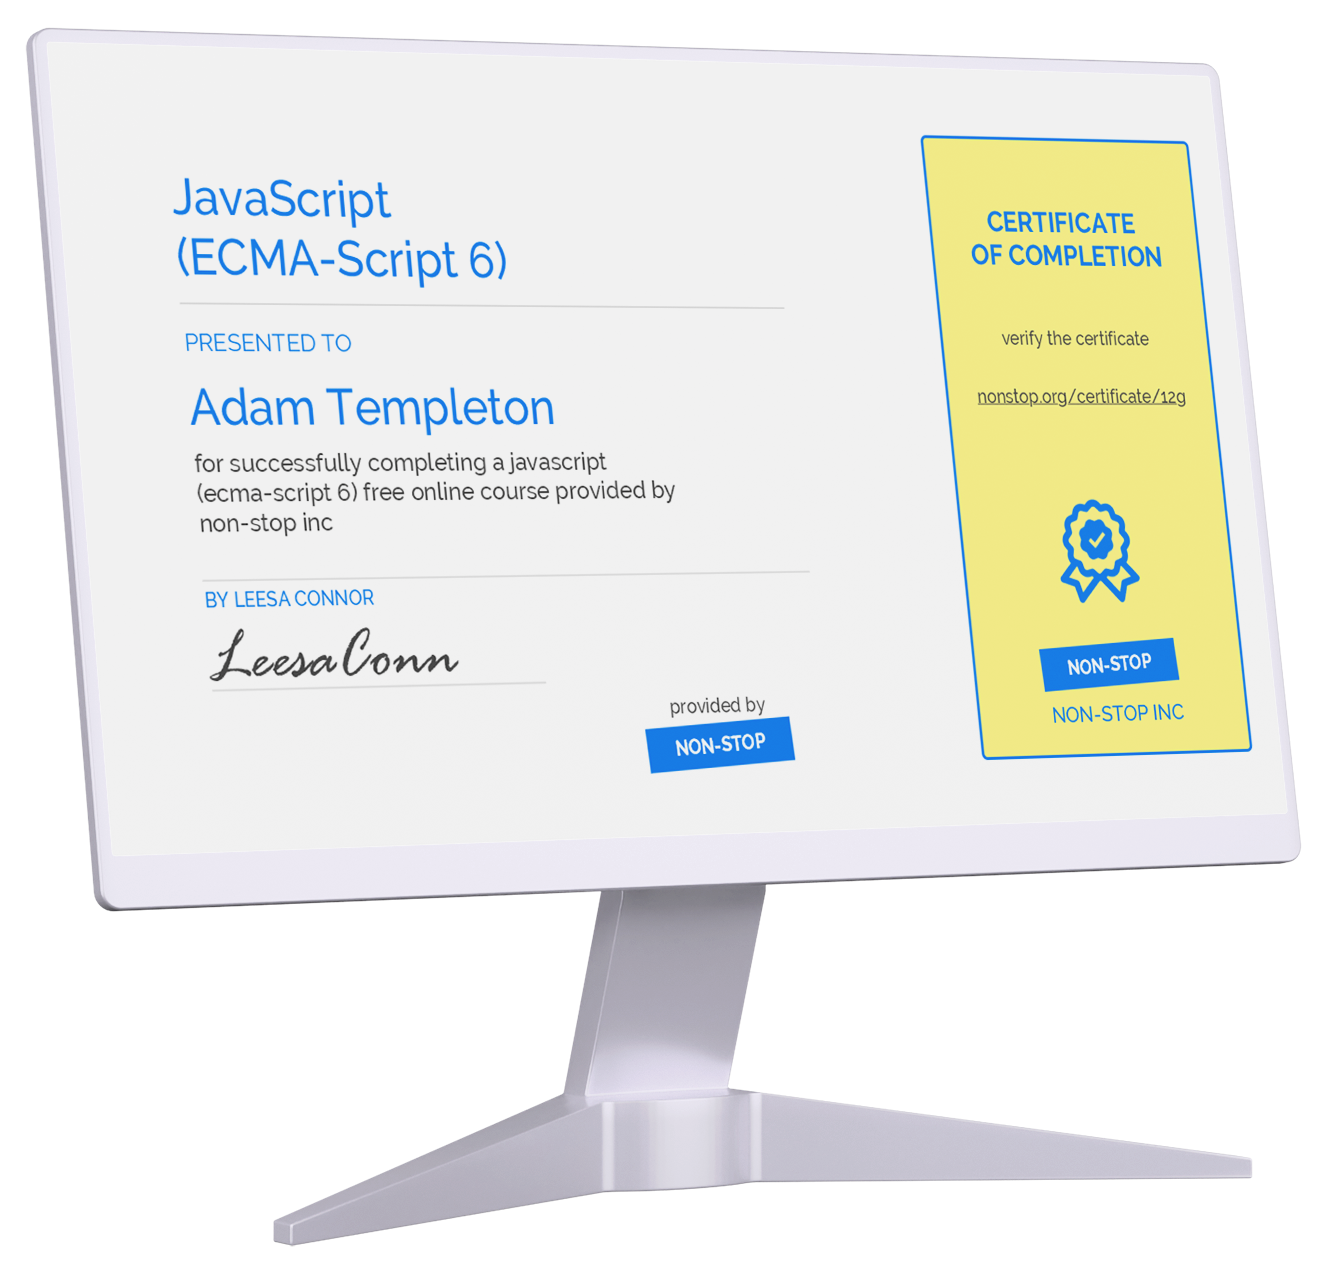 JavaScript
(ECMA-Script 6)
PRESENTED TO
Adam Templeton
for successfully completing a javascript
(ecma-script 6) free online course provided by
non-stop inc
BY LEESA CONNOR
Leesa Conn
provided by
NON-STOP
CERTIFICATE
OF COMPLETION
verify the certificate
nonstop.org/certificate/12g
NON-STOP
NON-STOP INC